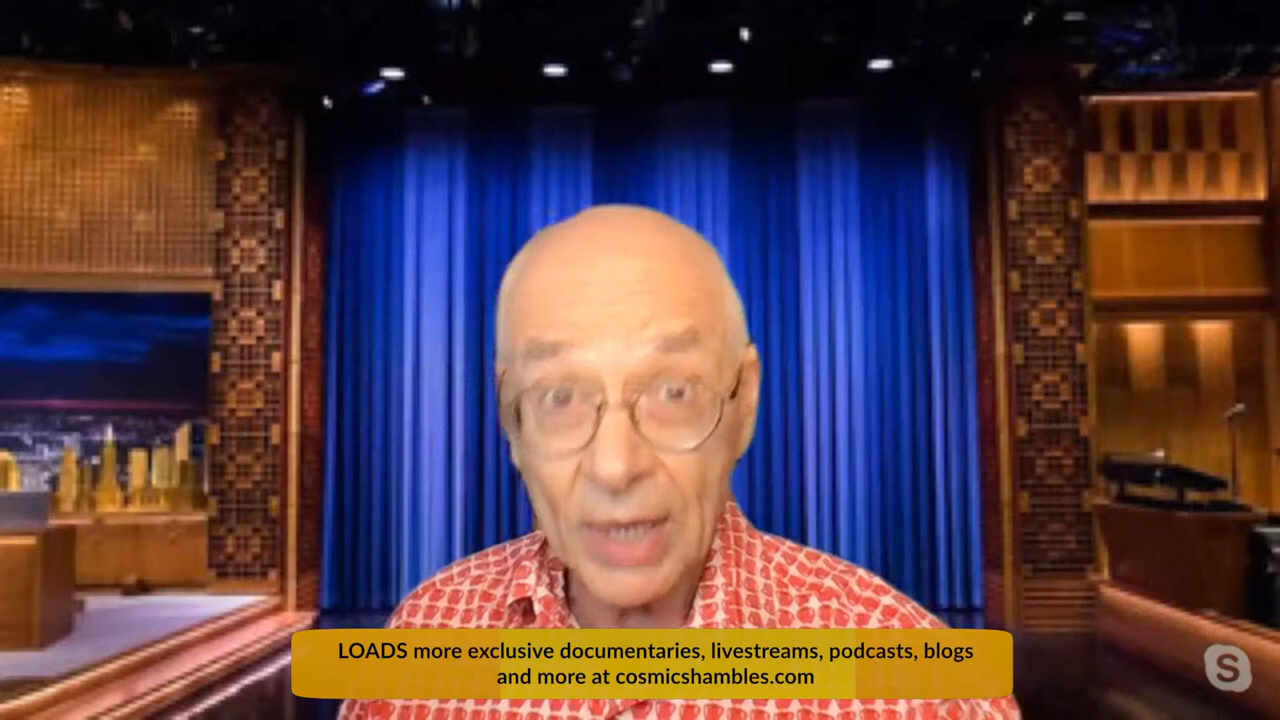 LOADS more exclusive documentaries, livestreams, podcasts, blogs
and more at cosmicshambles.com
S